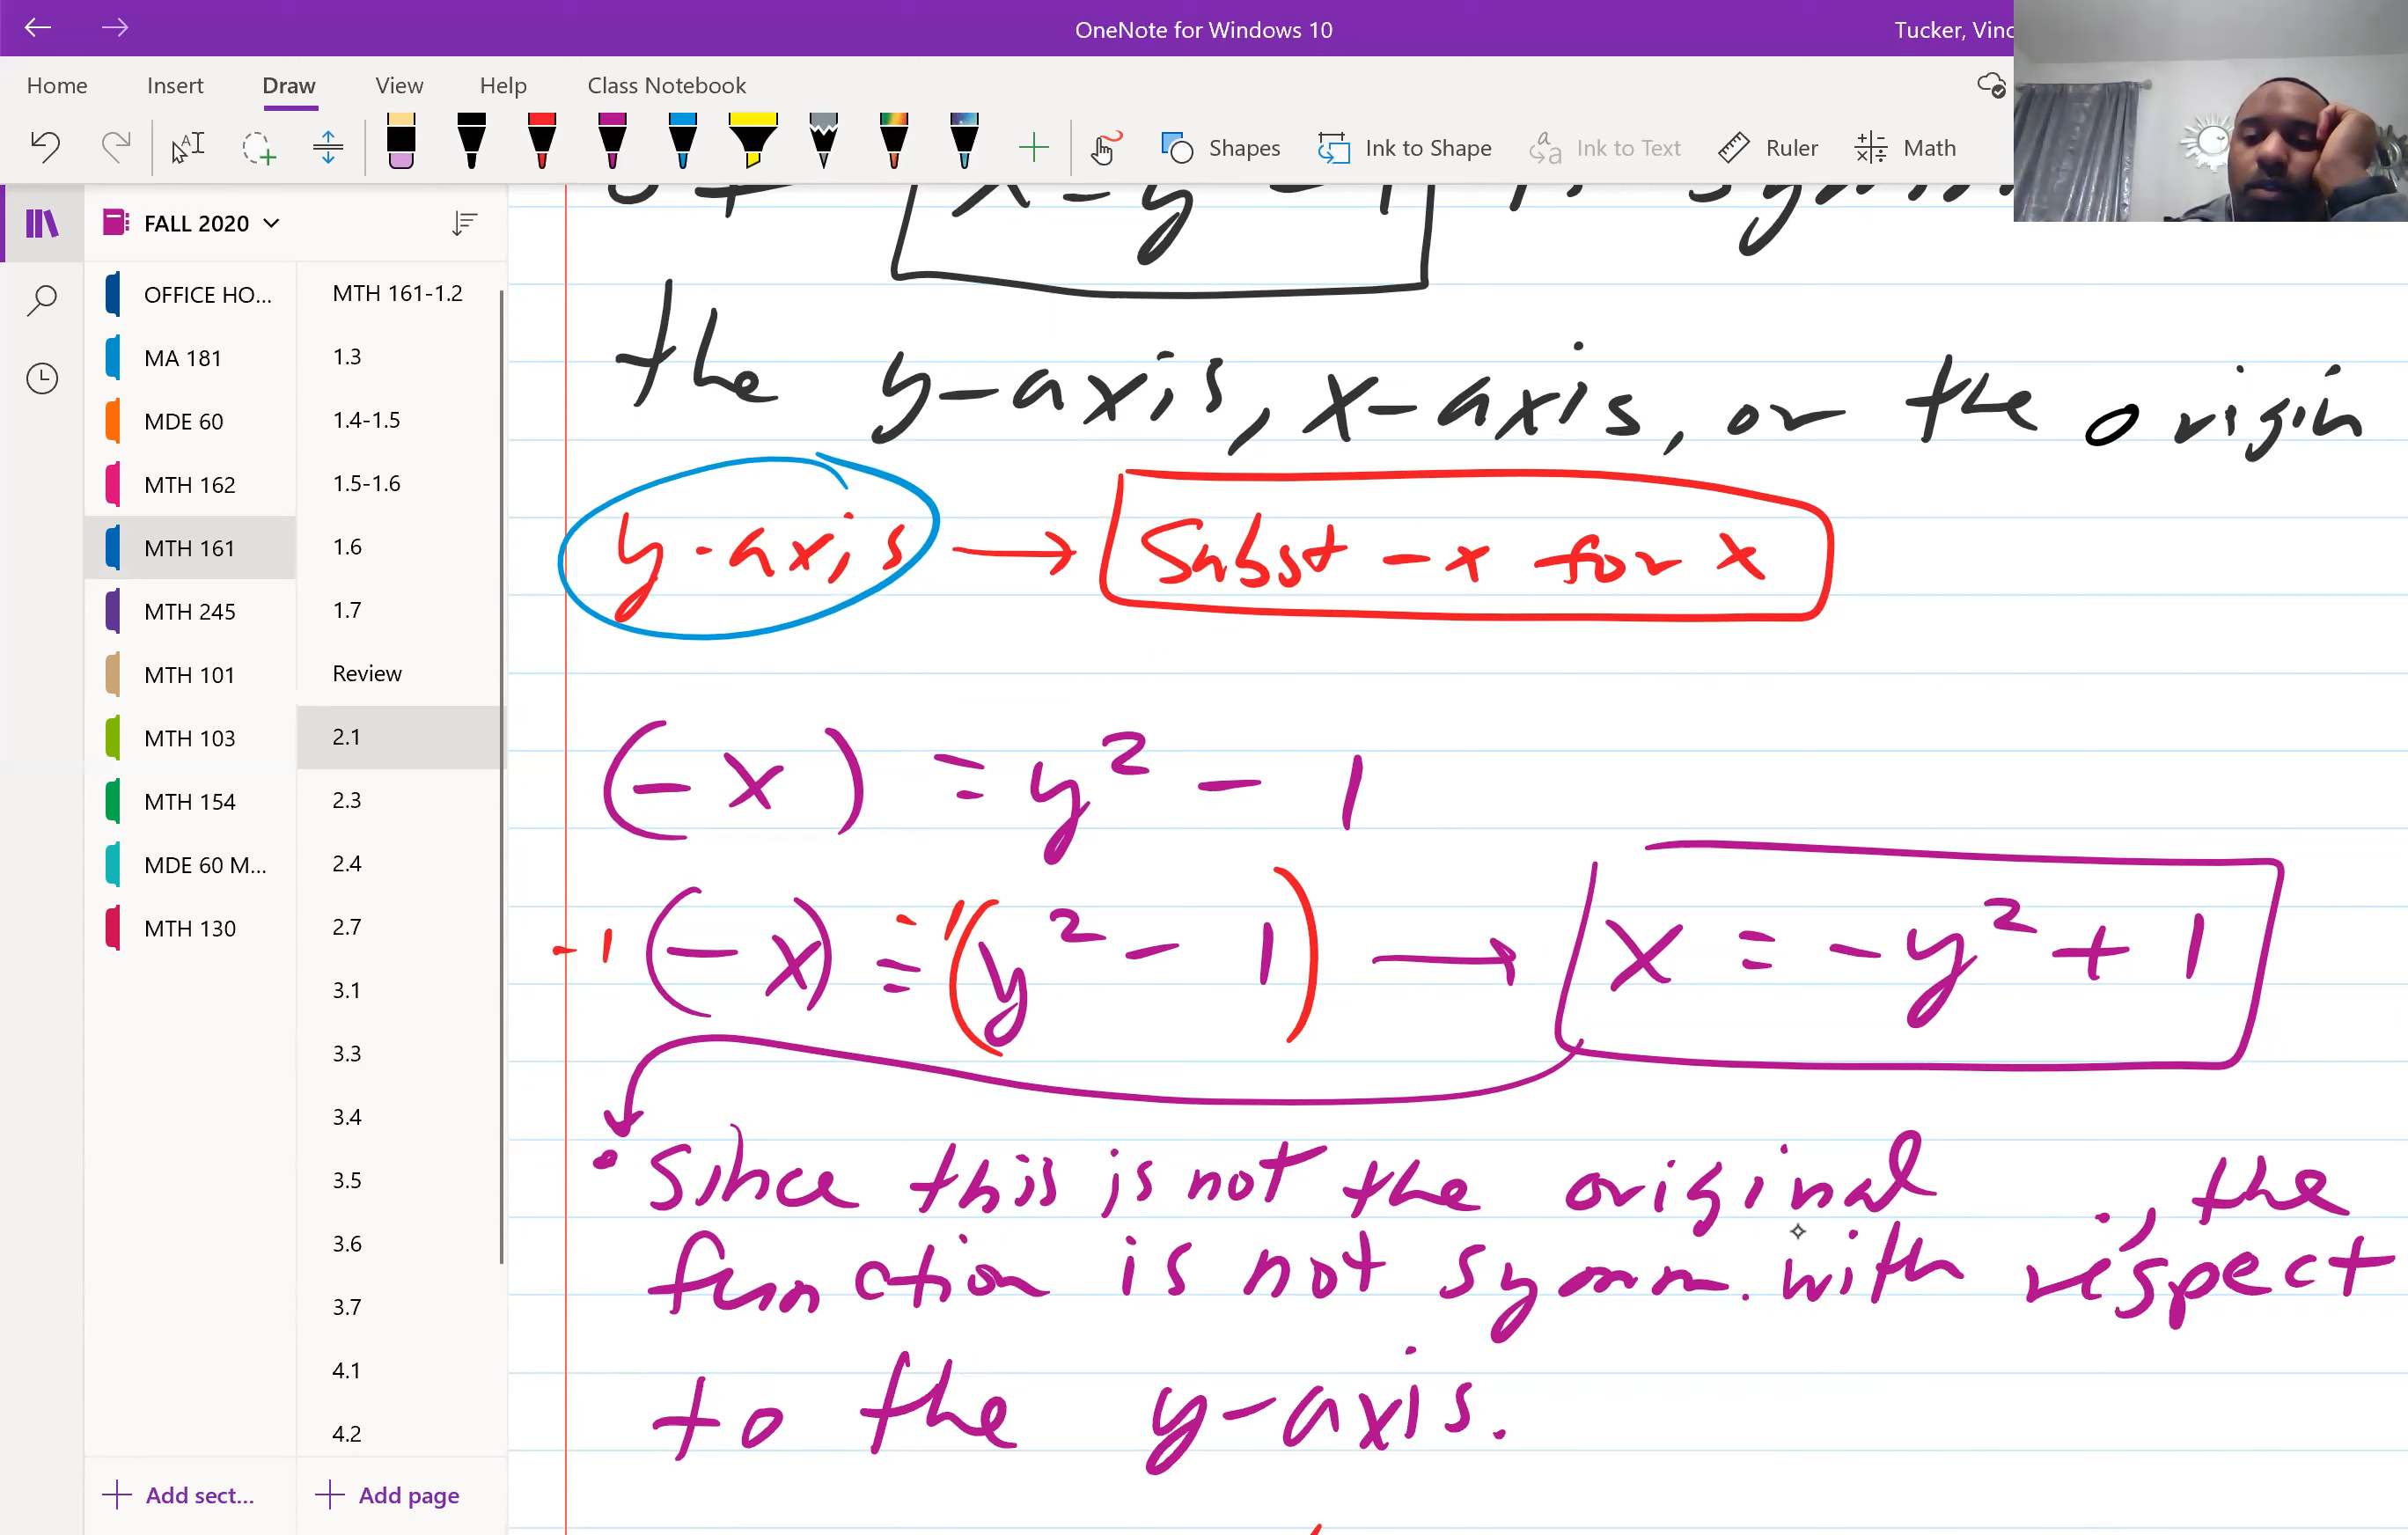 OneNote for Windows 10
Tucker, Vinc
Home Insert Draw View Help Class Notebook
Shapes Ink to Shape Ink to Text Ruler Math
FALL 2020
OFFICE HO...
MA 181
MDE 60
MTH 162
MTH 161
MTH 245
MTH 101
MTH 103
MTH 154
MDE 60 M...
MTH 130
Add sect...
MTH 161-1.2
1.3
1.4-1.5
1.5-1.6
1.6
1.7
Review
2.1
2.3
2.4
2.7
3.1
3.3
3.4
3.5
3.6
3.7
4.1
4.2
Add page
the y-axis, x-axis, or the origin
y-axis → Subst -x for x
(-x) = y² - 1
-1(-x) = -1(y² - 1) → x = -y² + 1
• Since this is not the original, the
function is not symm. with respect
to the y-axis.